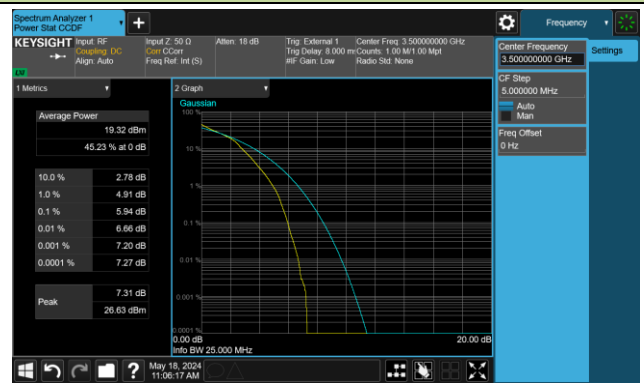 Spectrum Analyzer 1
Power Stat CCDF
Frequency
KEYSIGHT
Input: RF
Coupling: DC
Align: Auto
Input Z: 50 Ω
Corr CCorr
Freq Ref: Int (S)
Atten: 18 dB
Trig: External 1
Trig Delay: 8.000 ms
#IF Gain: Low
Center Freq: 3.500000000 GHz
Counts: 1.00 M/1.00 Mpt
Radio Std: None
Center Frequency
3.500000000 GHz
Settings
CF Step
5.000000 MHz
Auto
Man
Freq Offset
0 Hz
1 Metrics
Average Power
19.32 dBm
45.23 % at 0 dB
10.0 % 2.78 dB
1.0 % 4.91 dB
0.1 % 5.94 dB
0.01 % 6.66 dB
0.001 % 7.20 dB
0.0001 % 7.27 dB
Peak
7.31 dB
26.63 dBm
2 Graph
Gaussian
100 %
10 %
1 %
0.1 %
0.01 %
0.001 %
0.0001 %
0.00 dB
20.00 dB
Info BW 25.000 MHz
?
May 18, 2024
11:06:17 AM